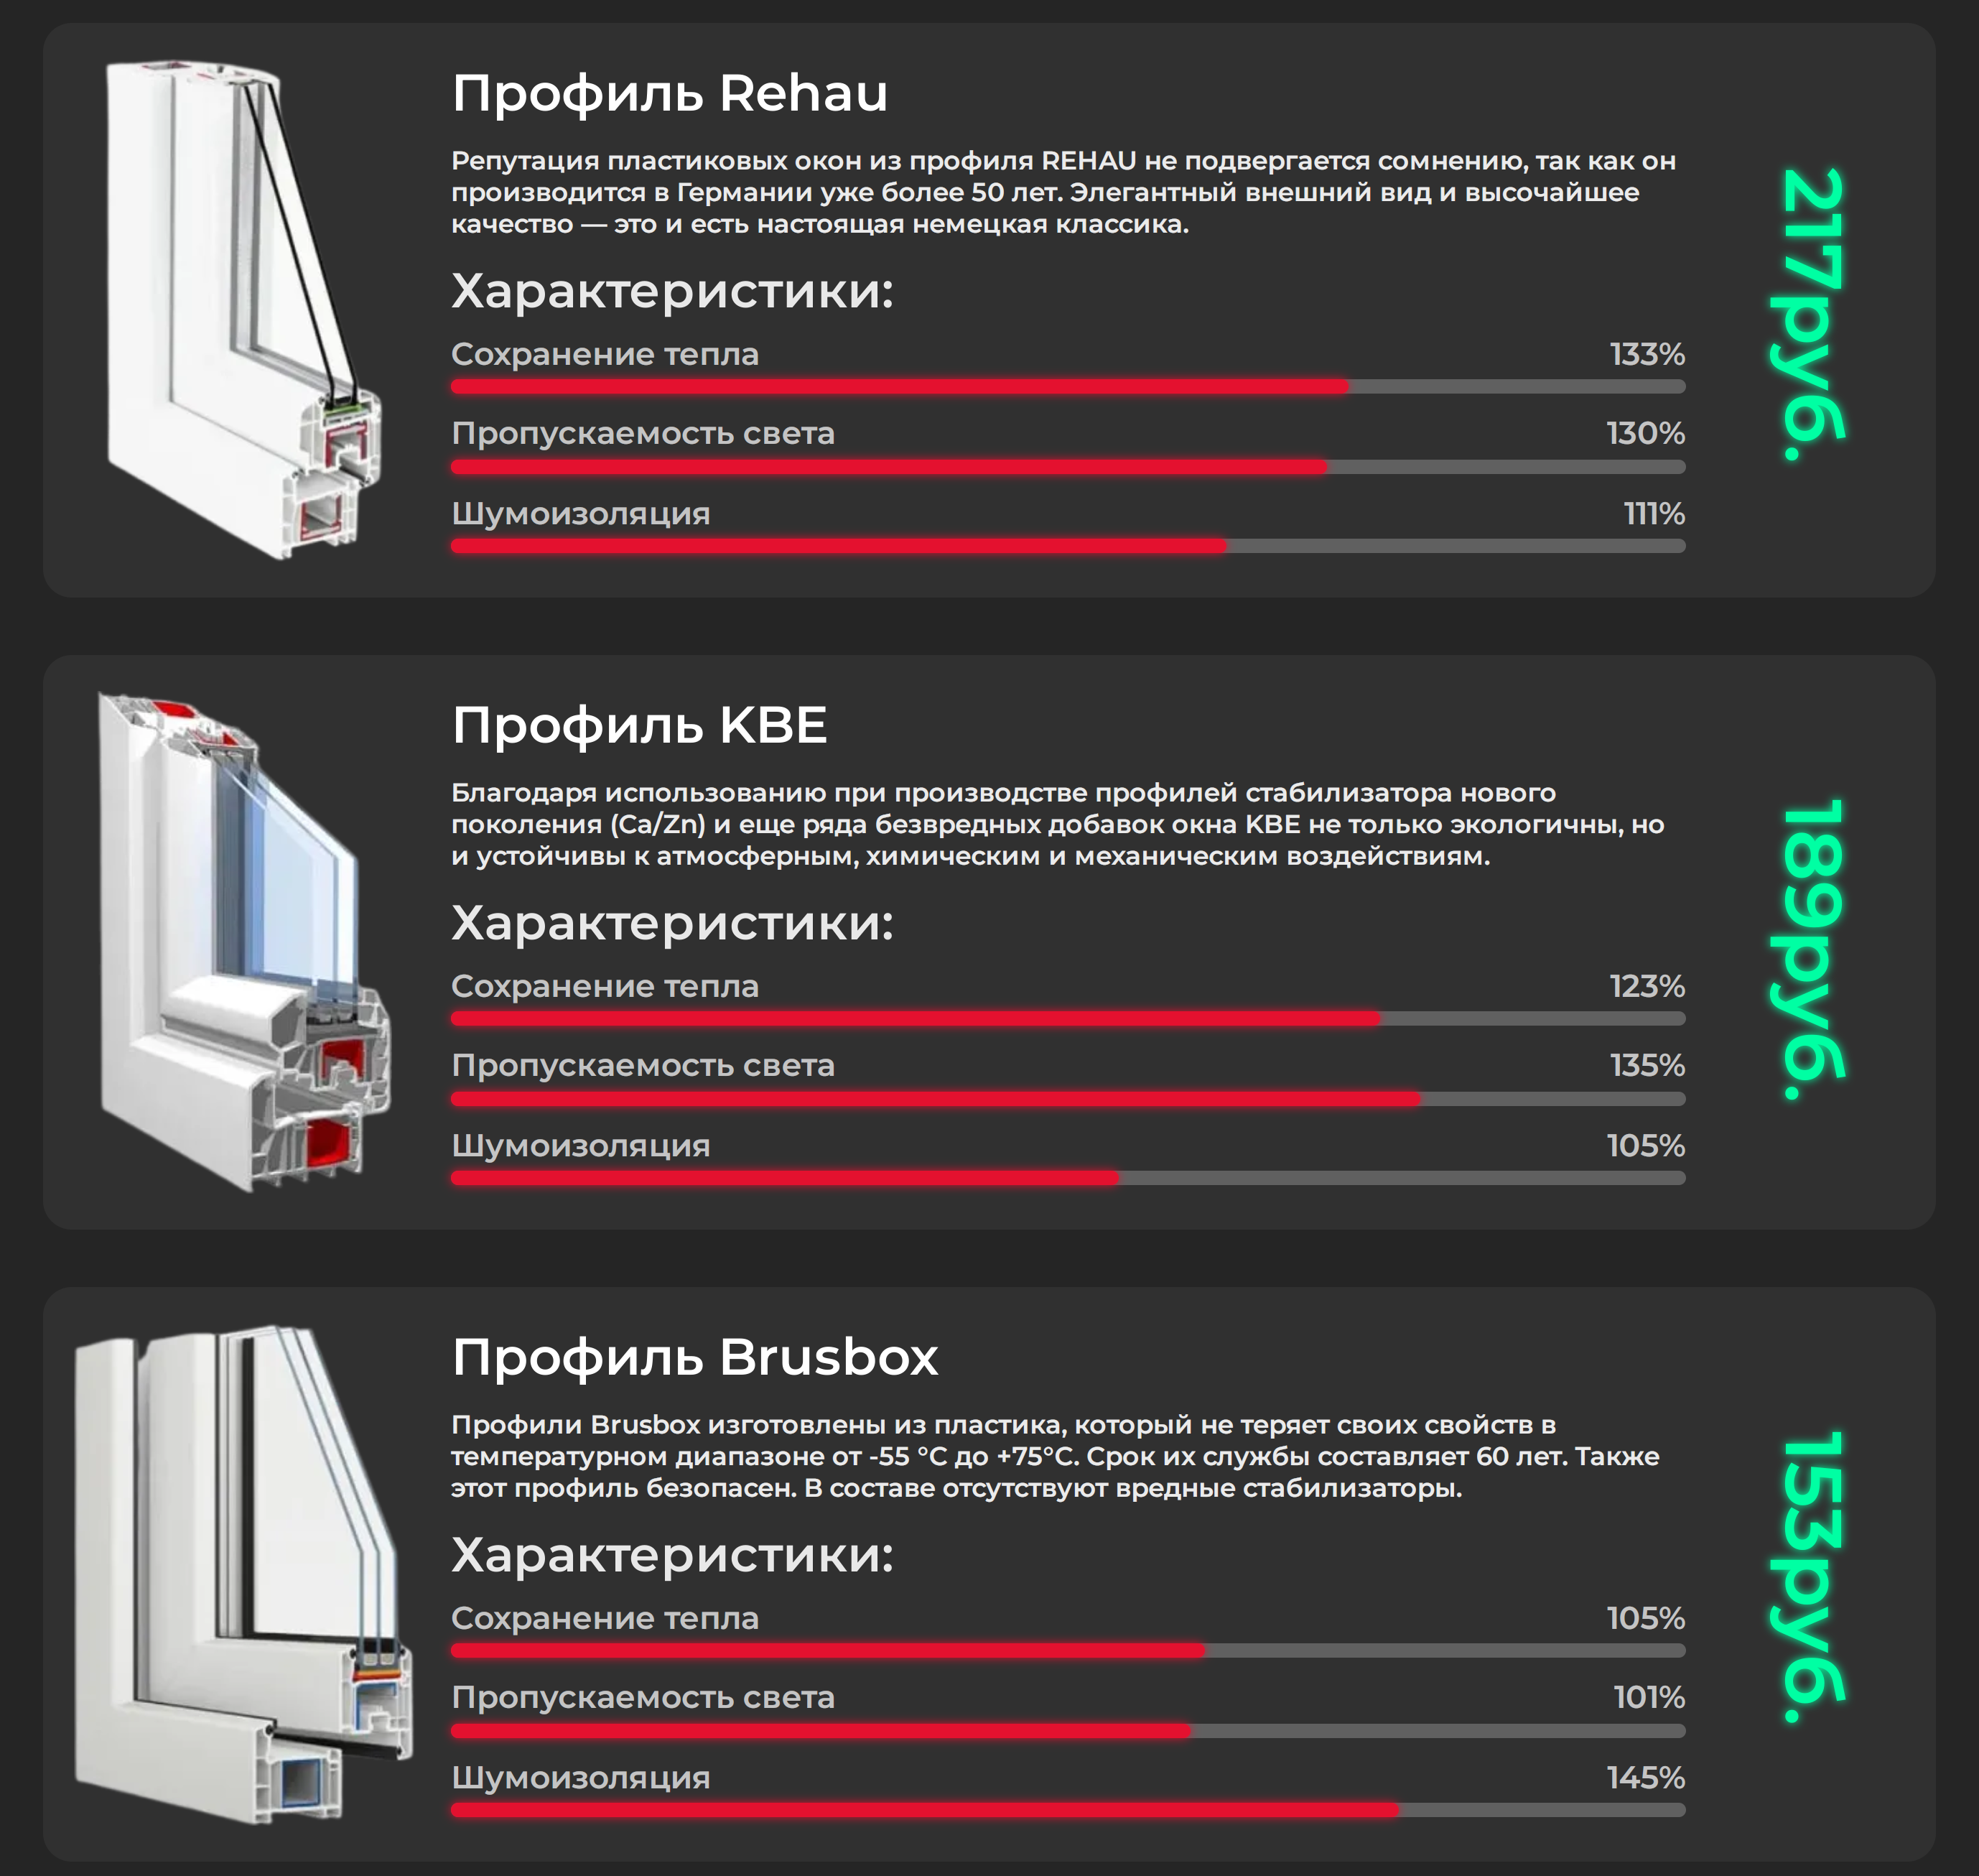 Профиль Rehau
Репутация пластиковых окон из профиля REHAU не подвергается сомнению, так как он
производится в Германии уже более 50 лет. Элегантный внешний вид и высочайшее
качество — это и есть настоящая немецкая классика.
Характеристики:
Сохранение тепла 133%
Пропускаемость света 130%
Шумоизоляция 111%
217руб.
Профиль KBE
Благодаря использованию при производстве профилей стабилизатора нового
поколения (Ca/Zn) и еще ряда безвредных добавок окна KBE не только экологичны, но
и устойчивы к атмосферным, химическим и механическим воздействиям.
Характеристики:
Сохранение тепла 123%
Пропускаемость света 135%
Шумоизоляция 105%
189руб.
Профиль Brusbox
Профили Brusbox изготовлены из пластика, который не теряет своих свойств в
температурном диапазоне от -55 °C до +75°C. Срок их службы составляет 60 лет. Также
этот профиль безопасен. В составе отсутствуют вредные стабилизаторы.
Характеристики:
Сохранение тепла 105%
Пропускаемость света 101%
Шумоизоляция 145%
153руб.